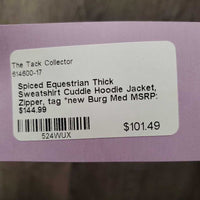 The Tack Collector
614600-17
Spiced Equestrian Thick
Sweatshirt Cuddle Hoodie Jacket,
Zipper, tag *new Burg Med MSRP:
$144.99
524WUX
$101.49